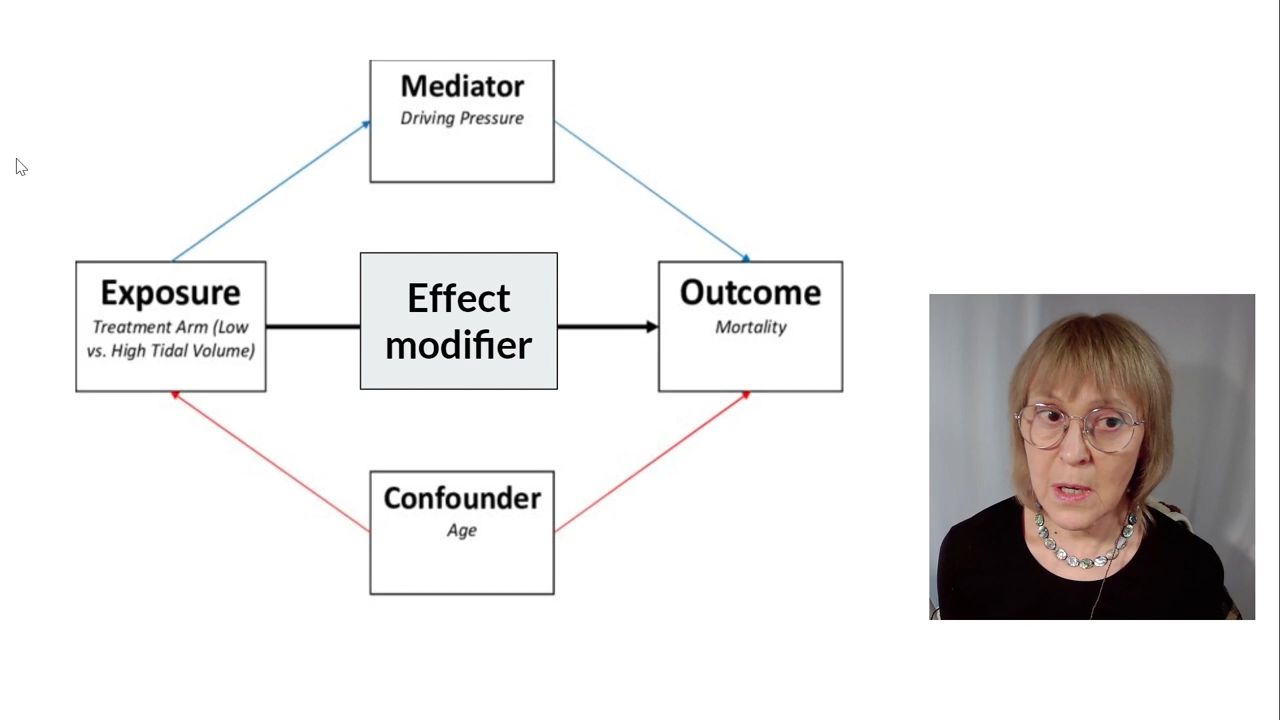 Mediator
Driving Pressure
Exposure
Treatment Arm (Low
vs. High Tidal Volume)
Effect
modifier
Outcome
Mortality
Confounder
Age